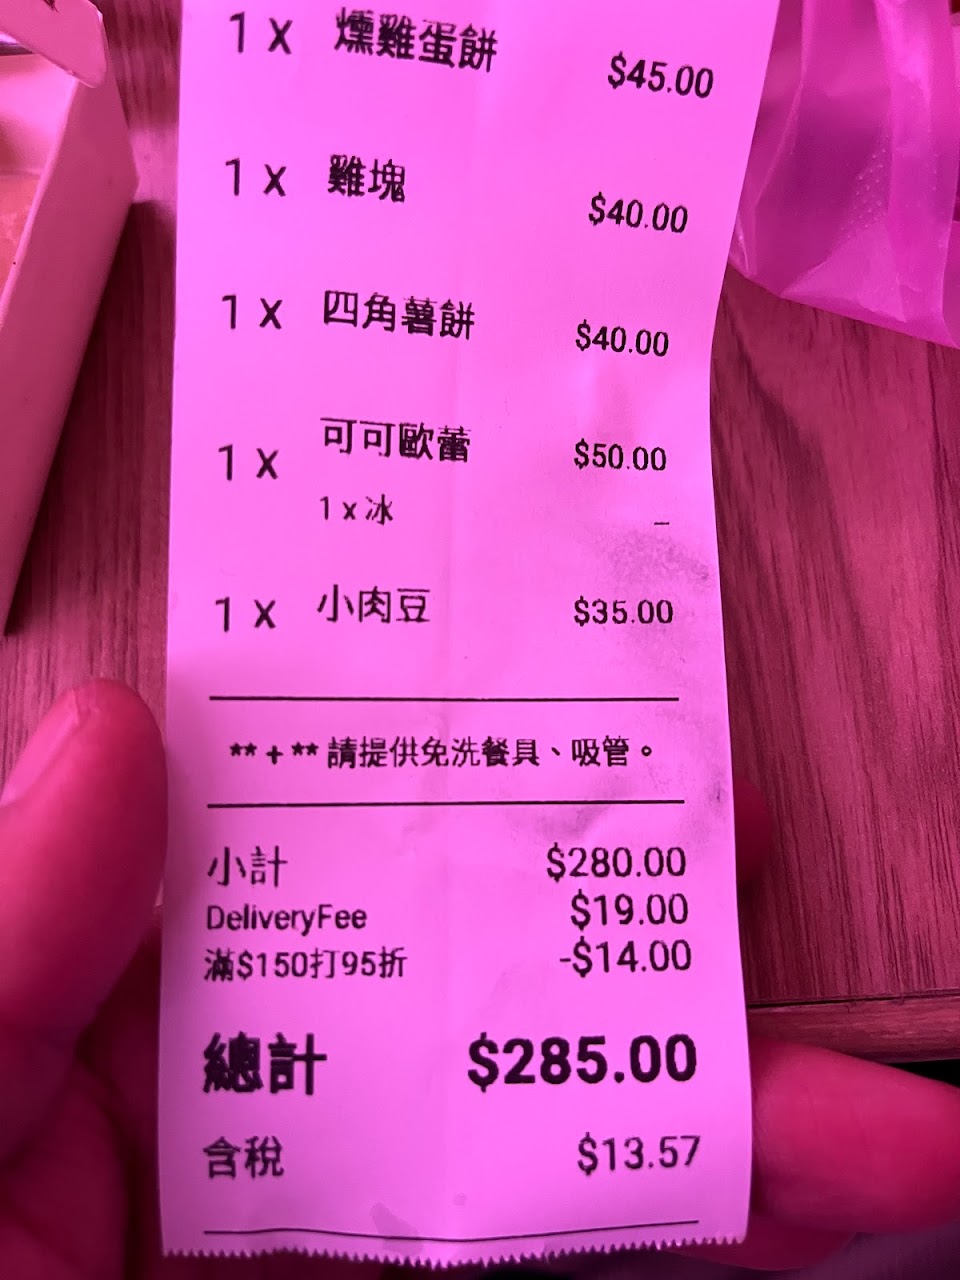 1 x 燻雞蛋餅 $45.00
1 x 雞塊 $40.00
1 x 四角薯餅 $40.00
1 x 可可歐蕾 $50.00
1 x 冰 –
1 x 小肉豆 $35.00
** + ** 請提供免洗餐具、吸管。
小計 $280.00
DeliveryFee $19.00
滿$150打95折 -$14.00
總計 $285.00
含稅 $13.57